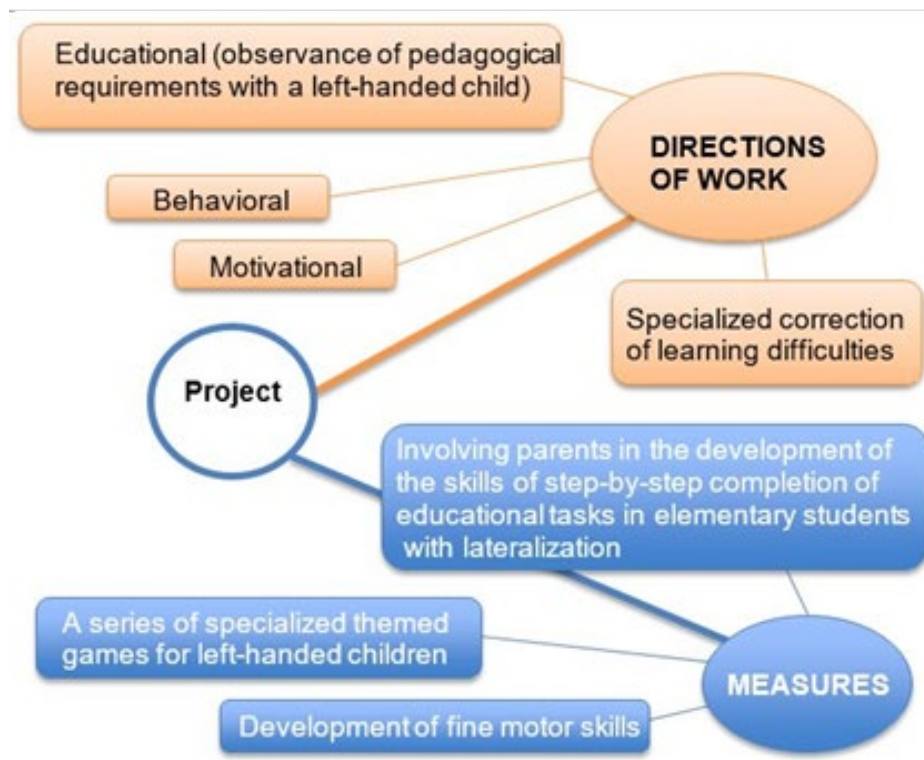 Educational (observance of pedagogical
requirements with a left-handed child)
DIRECTIONS
OF WORK
Behavioral
Motivational
Specialized correction
of learning difficulties
Project
Involving parents in the development of
the skills of step-by-step completion of
educational tasks in elementary students
with lateralization
A series of specialized themed
games for left-handed children
MEASURES
Development of fine motor skills